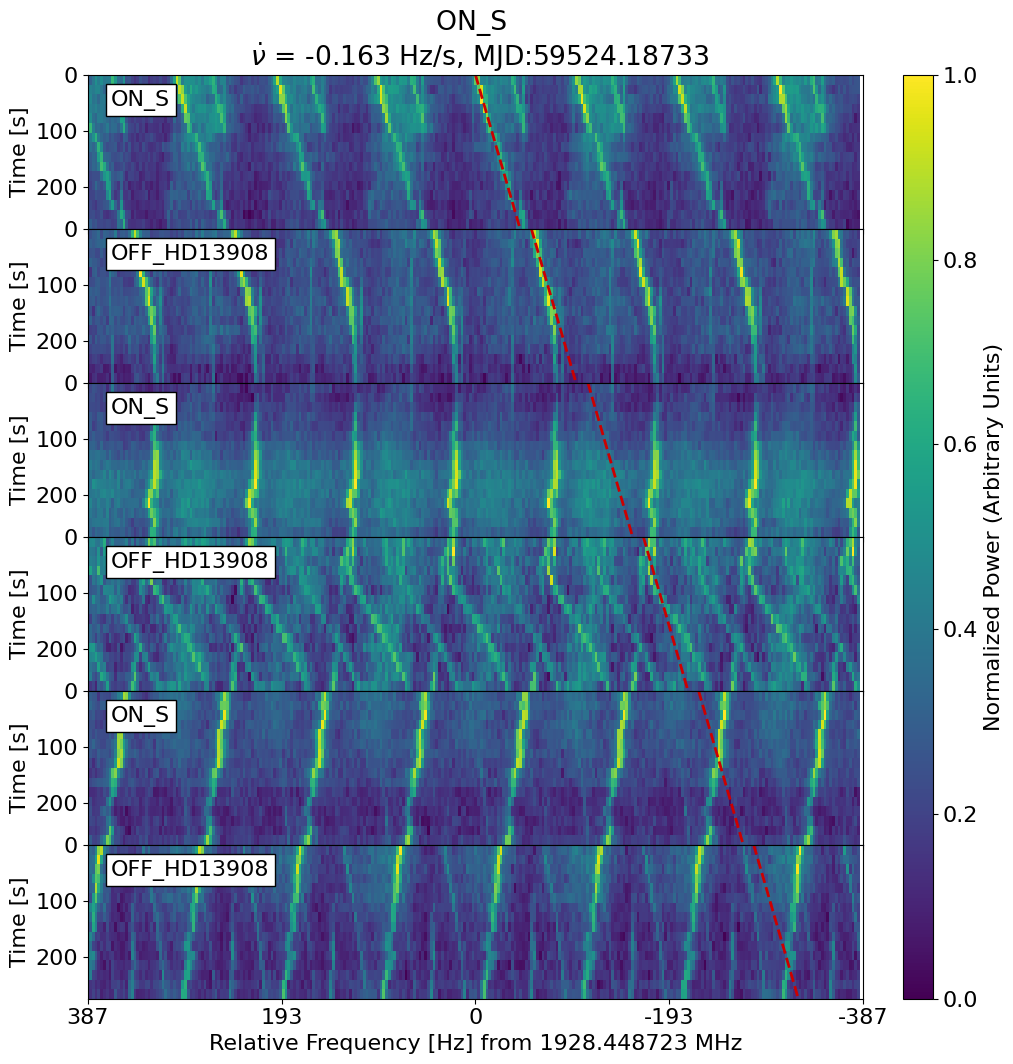 ON_S
ν̇ = -0.163 Hz/s, MJD:59524.18733
0
ON_S
100
200
Time [s]
0
OFF_HD13908
100
200
Time [s]
0
ON_S
100
200
Time [s]
0
OFF_HD13908
100
200
Time [s]
0
ON_S
100
200
Time [s]
0
OFF_HD13908
100
200
Time [s]
387 193 0 -193 -387
Relative Frequency [Hz] from 1928.448723 MHz
1.0
0.8
0.6
0.4
0.2
0.0
Normalized Power (Arbitrary Units)